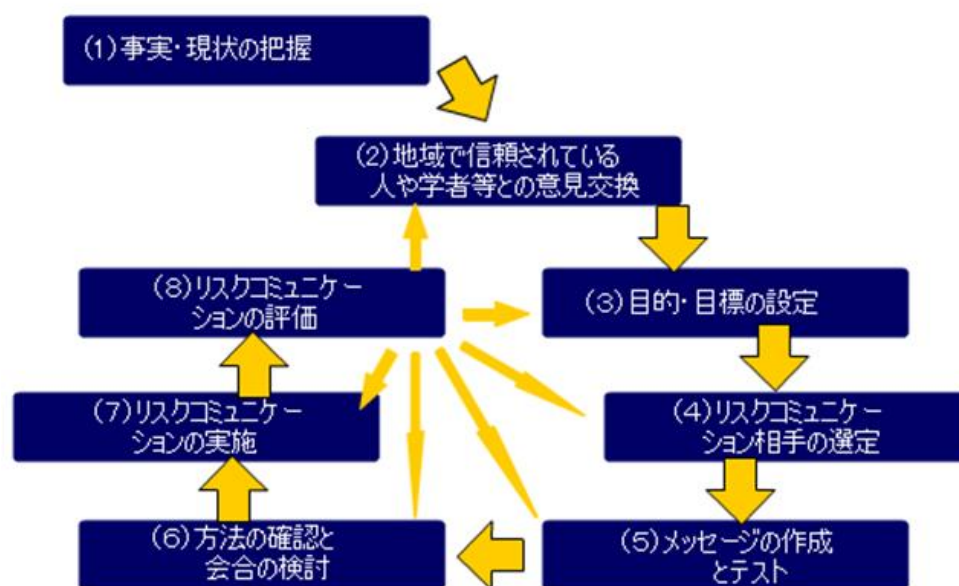 (1)事実・現状の把握
(2)地域で信頼されている
人や学者等との意見交換
(3)目的・目標の設定
(4)リスクコミュニケー
ション相手の選定
(5)メッセージの作成
とテスト
(6)方法の確認と
会合の検討
(7)リスクコミュニケー
ションの実施
(8)リスクコミュニケー
ションの評価